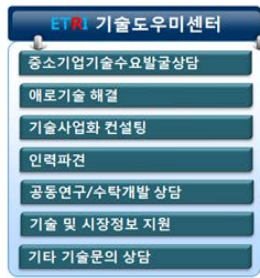 ETRI 기술도우미센터
중소기업기술수요발굴상담
애로기술 해결
기술사업화 컨설팅
인력파견
공동연구/수탁개발 상담
기술 및 시장정보 지원
기타 기술문의 상담